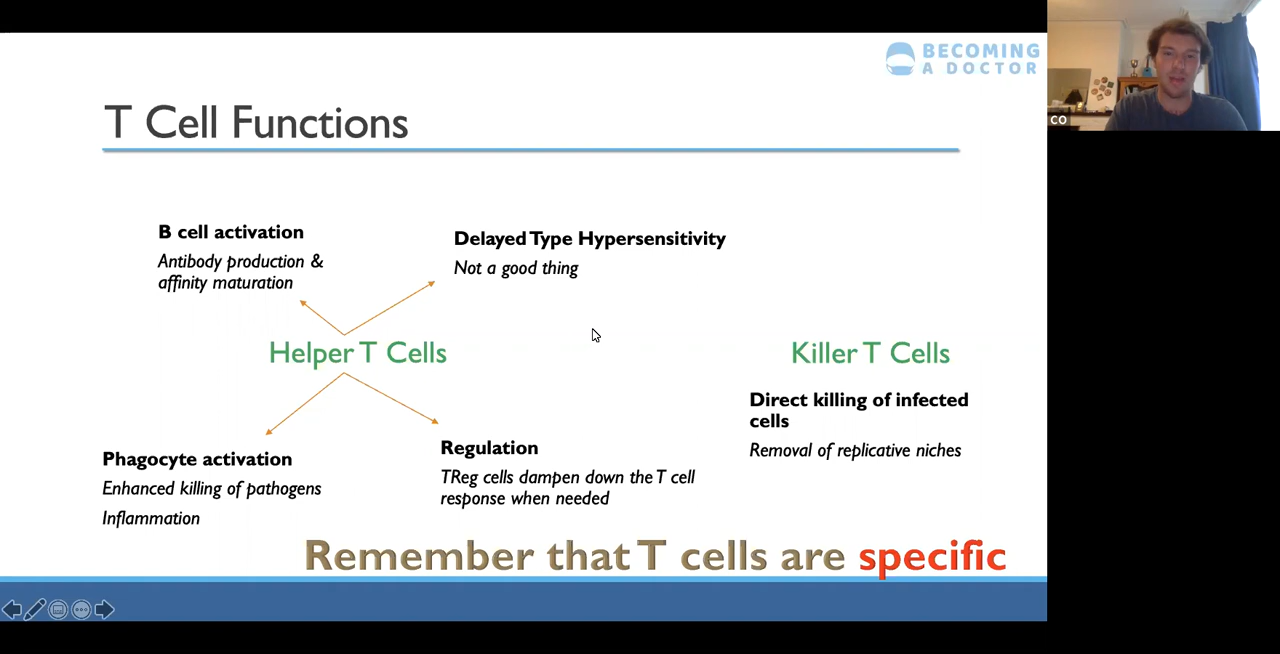 BECOMING
A DOCTOR
CO
T Cell Functions
B cell activation
Antibody production &
affinity maturation
Delayed Type Hypersensitivity
Not a good thing
Helper T Cells
Killer T Cells
Direct killing of infected
cells
Removal of replicative niches
Phagocyte activation
Enhanced killing of pathogens
Inflammation
Regulation
TReg cells dampen down the T cell
response when needed
Remember that T cells are specific